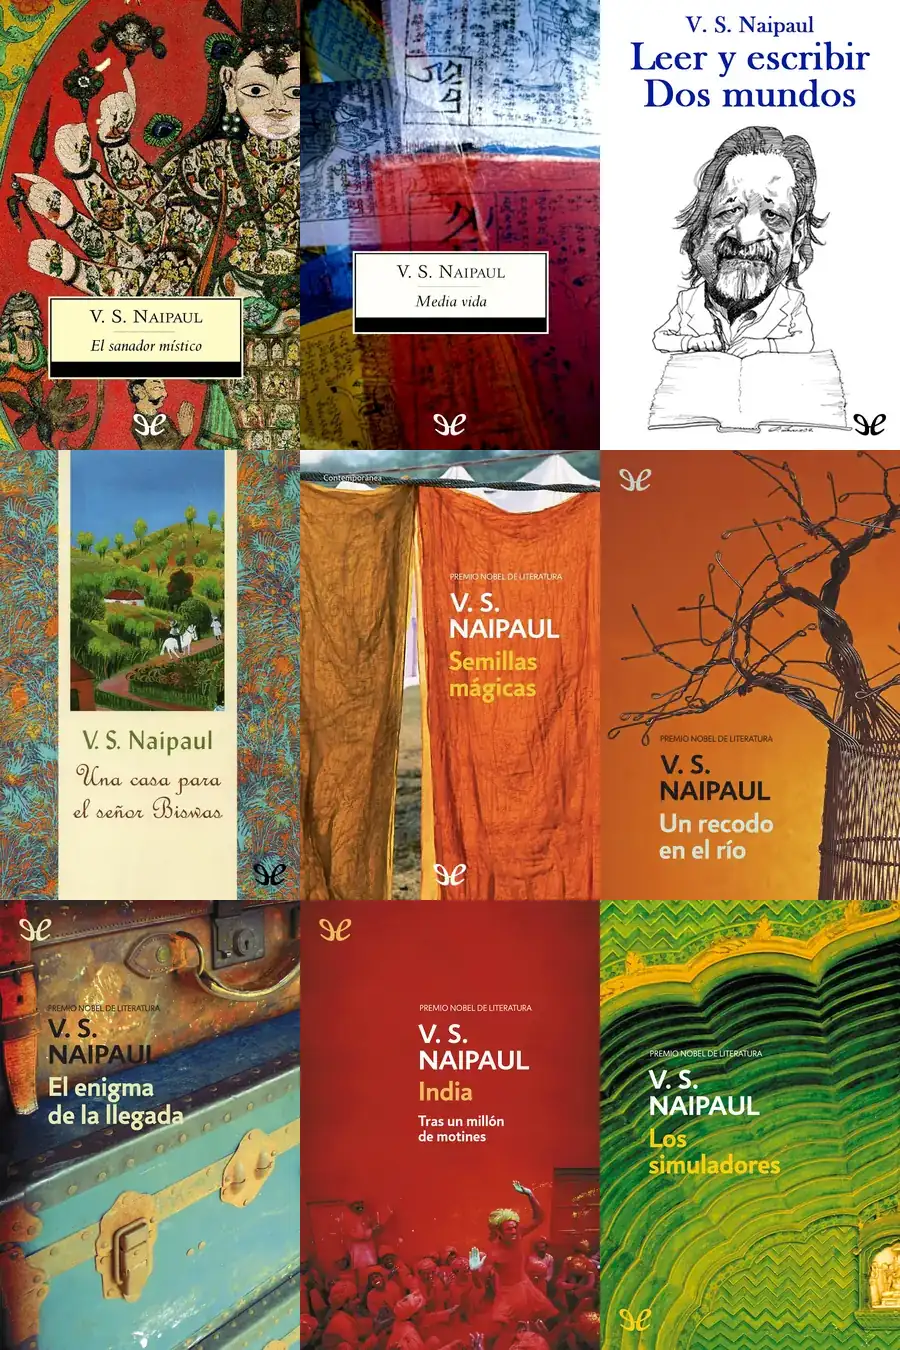 V. S. NAIPAUL
El sanador místico
V. S. NAIPAUL
Media vida
V. S. Naipaul
Leer y escribir
Dos mundos
V. S. Naipaul
Una casa para
el señor Biswas
Contemporánea
PREMIO NOBEL DE LITERATURA
V. S.
NAIPAUL
Semillas
mágicas
PREMIO NOBEL DE LITERATURA
V. S.
NAIPAUL
Un recodo
en el río
PREMIO NOBEL DE LITERATURA
V. S.
NAIPAUL
El enigma
de la llegada
PREMIO NOBEL DE LITERATURA
V. S.
NAIPAUL
India
Tras un millón
de motines
PREMIO NOBEL DE LITERATURA
V. S.
NAIPAUL
Los
simuladores